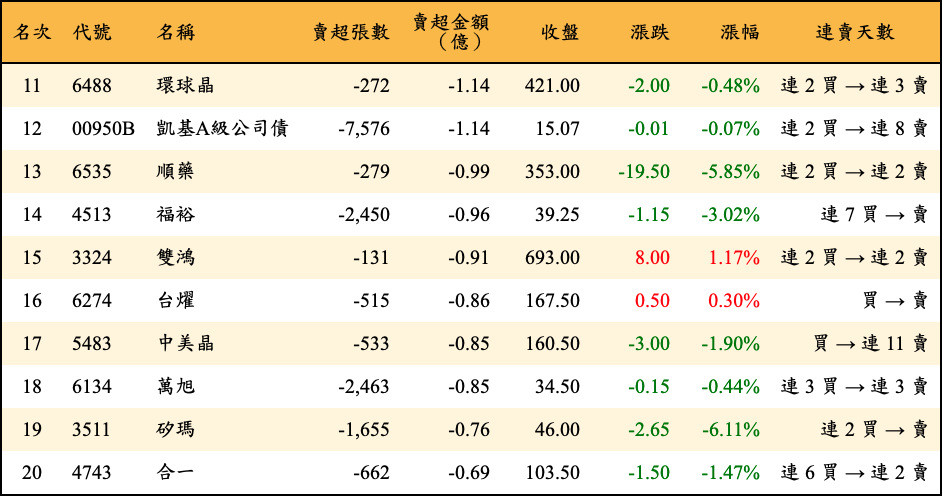 名次 代號 名稱 賣超張數 賣超金額（億） 收盤 漲跌 漲幅 連賣天數
11 6488 環球晶 -272 -1.14 421.00 -2.00 -0.48% 連 2 買 → 連 3 賣
12 00950B 凱基A級公司債 -7,576 -1.14 15.07 -0.01 -0.07% 連 2 買 → 連 8 賣
13 6535 順藥 -279 -0.99 353.00 -19.50 -5.85% 連 2 買 → 連 2 賣
14 4513 福裕 -2,450 -0.96 39.25 -1.15 -3.02% 連 7 買 → 賣
15 3324 雙鴻 -131 -0.91 693.00 8.00 1.17% 連 2 買 → 連 2 賣
16 6274 台燿 -515 -0.86 167.50 0.50 0.30% 買 → 賣
17 5483 中美晶 -533 -0.85 160.50 -3.00 -1.90% 買 → 連 11 賣
18 6134 萬旭 -2,463 -0.85 34.50 -0.15 -0.44% 連 3 買 → 連 3 賣
19 3511 矽瑪 -1,655 -0.76 46.00 -2.65 -6.11% 連 2 買 → 賣
20 4743 合一 -662 -0.69 103.50 -1.50 -1.47% 連 6 買 → 連 2 賣